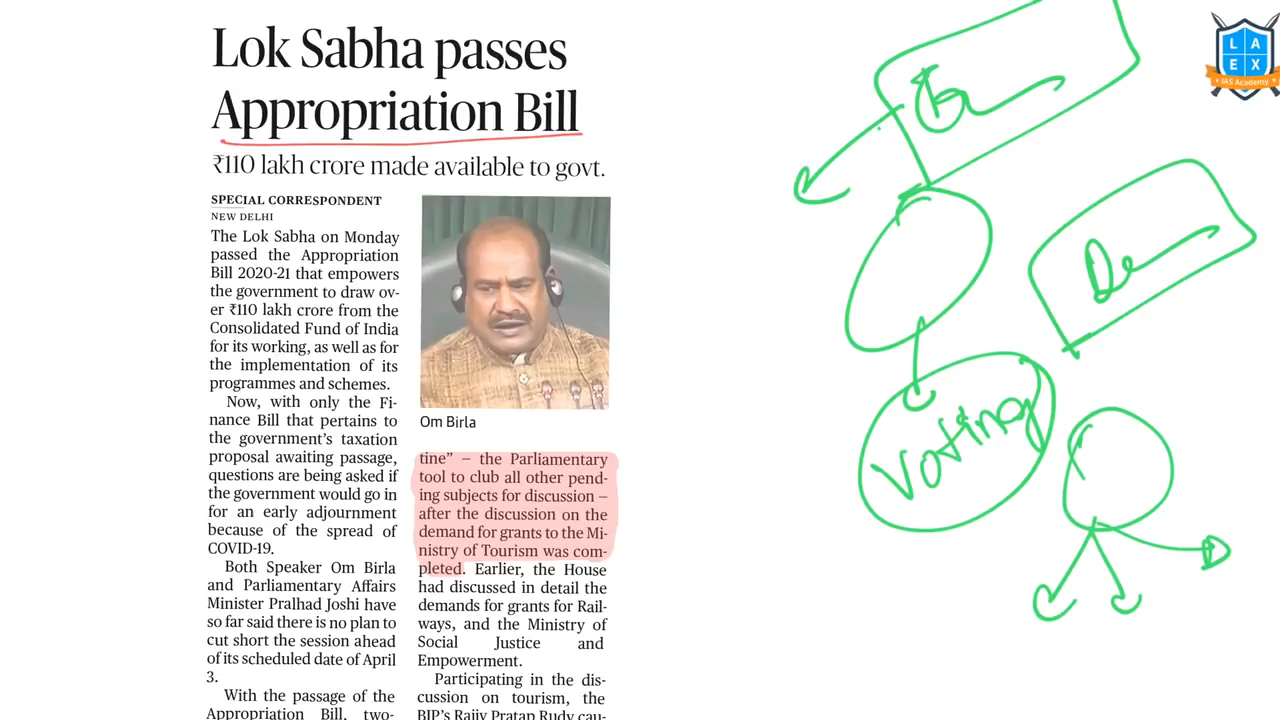 Lok Sabha passes
Appropriation Bill
₹110 lakh crore made available to govt.
SPECIAL CORRESPONDENT
NEW DELHI
The Lok Sabha on Monday
passed the Appropriation
Bill 2020-21 that empowers
the government to draw ov-
er ₹110 lakh crore from the
Consolidated Fund of India
for its working, as well as for
the implementation of its
programmes and schemes.
Now, with only the Fi-
nance Bill that pertains to
the government's taxation
proposal awaiting passage,
questions are being asked if
the government would go in
for an early adjournment
because of the spread of
COVID-19.
Both Speaker Om Birla
and Parliamentary Affairs
Minister Pralhad Joshi have
so far said there is no plan to
cut short the session ahead
of its scheduled date of April
3.
With the passage of the
Appropriation Bill, two-
Om Birla
tine” – the Parliamentary
tool to club all other pend-
ing subjects for discussion –
after the discussion on the
demand for grants to the Mi-
nistry of Tourism was com-
pleted. Earlier, the House
had discussed in detail the
demands for grants for Rail-
ways, and the Ministry of
Social Justice and
Empowerment.
Participating in the dis-
cussion on tourism, the
BJP's Rajiv Pratap Rudy cau-
De
Voting
L A
E X
IAS Academy